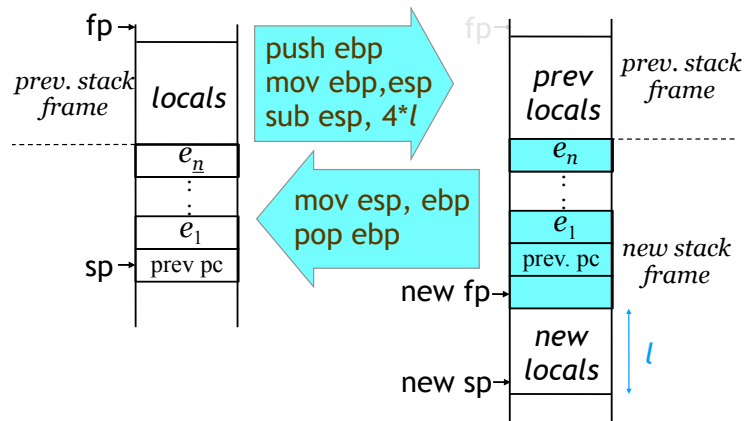 fp
prev. stack
frame
locals
e_n
⋮
e_1
sp
prev pc
push ebp
mov ebp,esp
sub esp, 4*l
mov esp, ebp
pop ebp
fp
prev
locals
prev. stack
frame
e_n
⋮
e_1
prev. pc
new stack
frame
new fp
new
locals
l
new sp